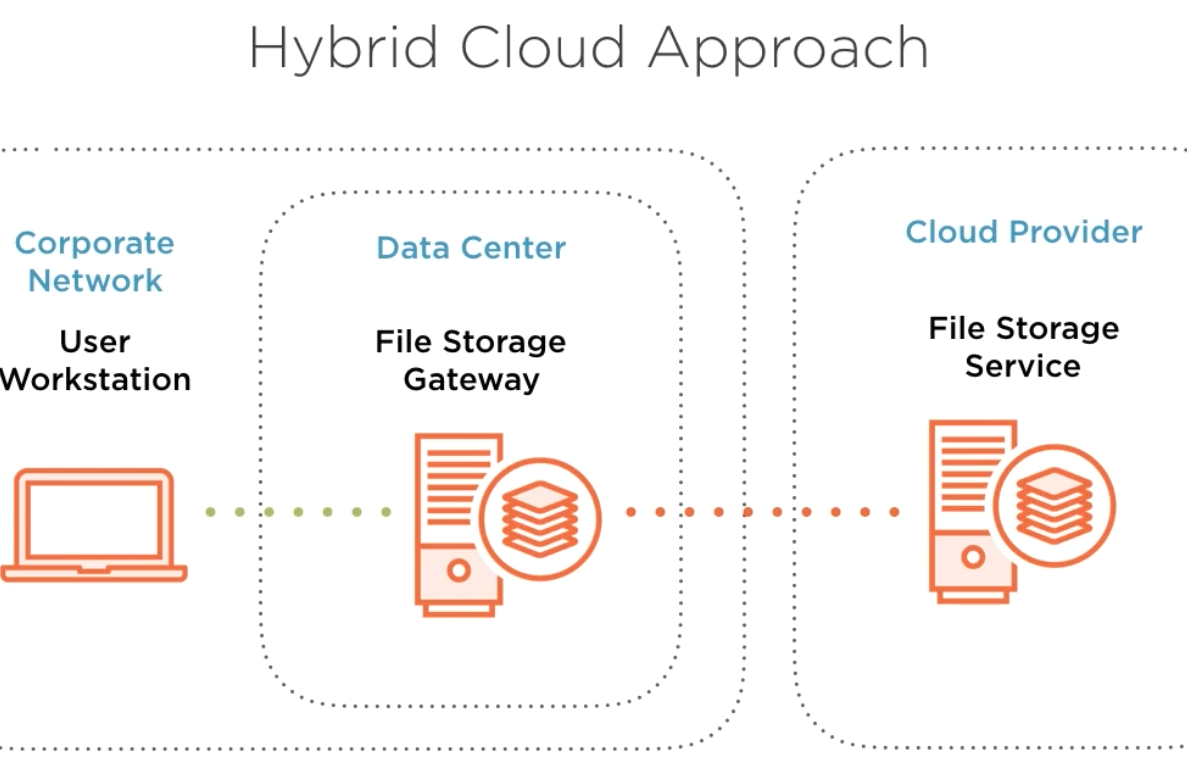 Hybrid Cloud Approach
Corporate
Network
User
Workstation
Data Center
File Storage
Gateway
Cloud Provider
File Storage
Service